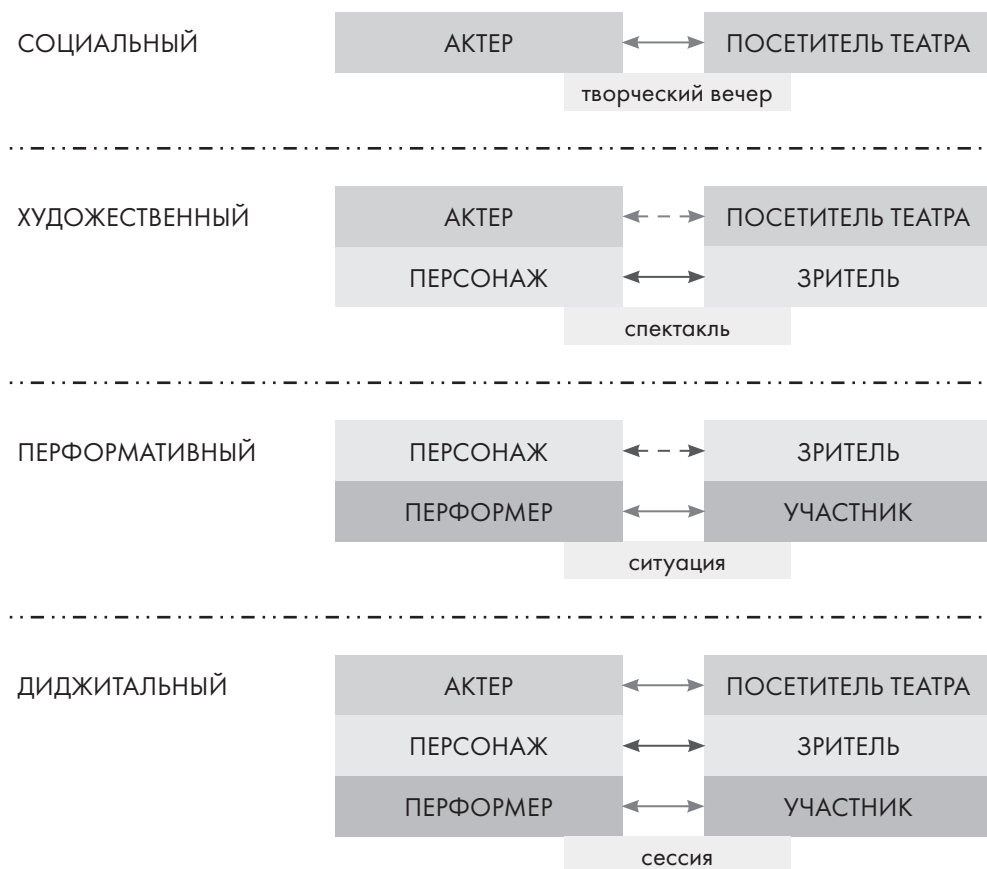 СОЦИАЛЬНЫЙ АКТЕР ПОСЕТИТЕЛЬ ТЕАТРА
творческий вечер
ХУДОЖЕСТВЕННЫЙ АКТЕР ПОСЕТИТЕЛЬ ТЕАТРА
ПЕРСОНАЖ ЗРИТЕЛЬ
спектакль
ПЕРФОРМАТИВНЫЙ ПЕРСОНАЖ ЗРИТЕЛЬ
ПЕРФОРМЕР УЧАСТНИК
ситуация
ДИДЖИТАЛЬНЫЙ АКТЕР ПОСЕТИТЕЛЬ ТЕАТРА
ПЕРСОНАЖ ЗРИТЕЛЬ
ПЕРФОРМЕР УЧАСТНИК
сессия